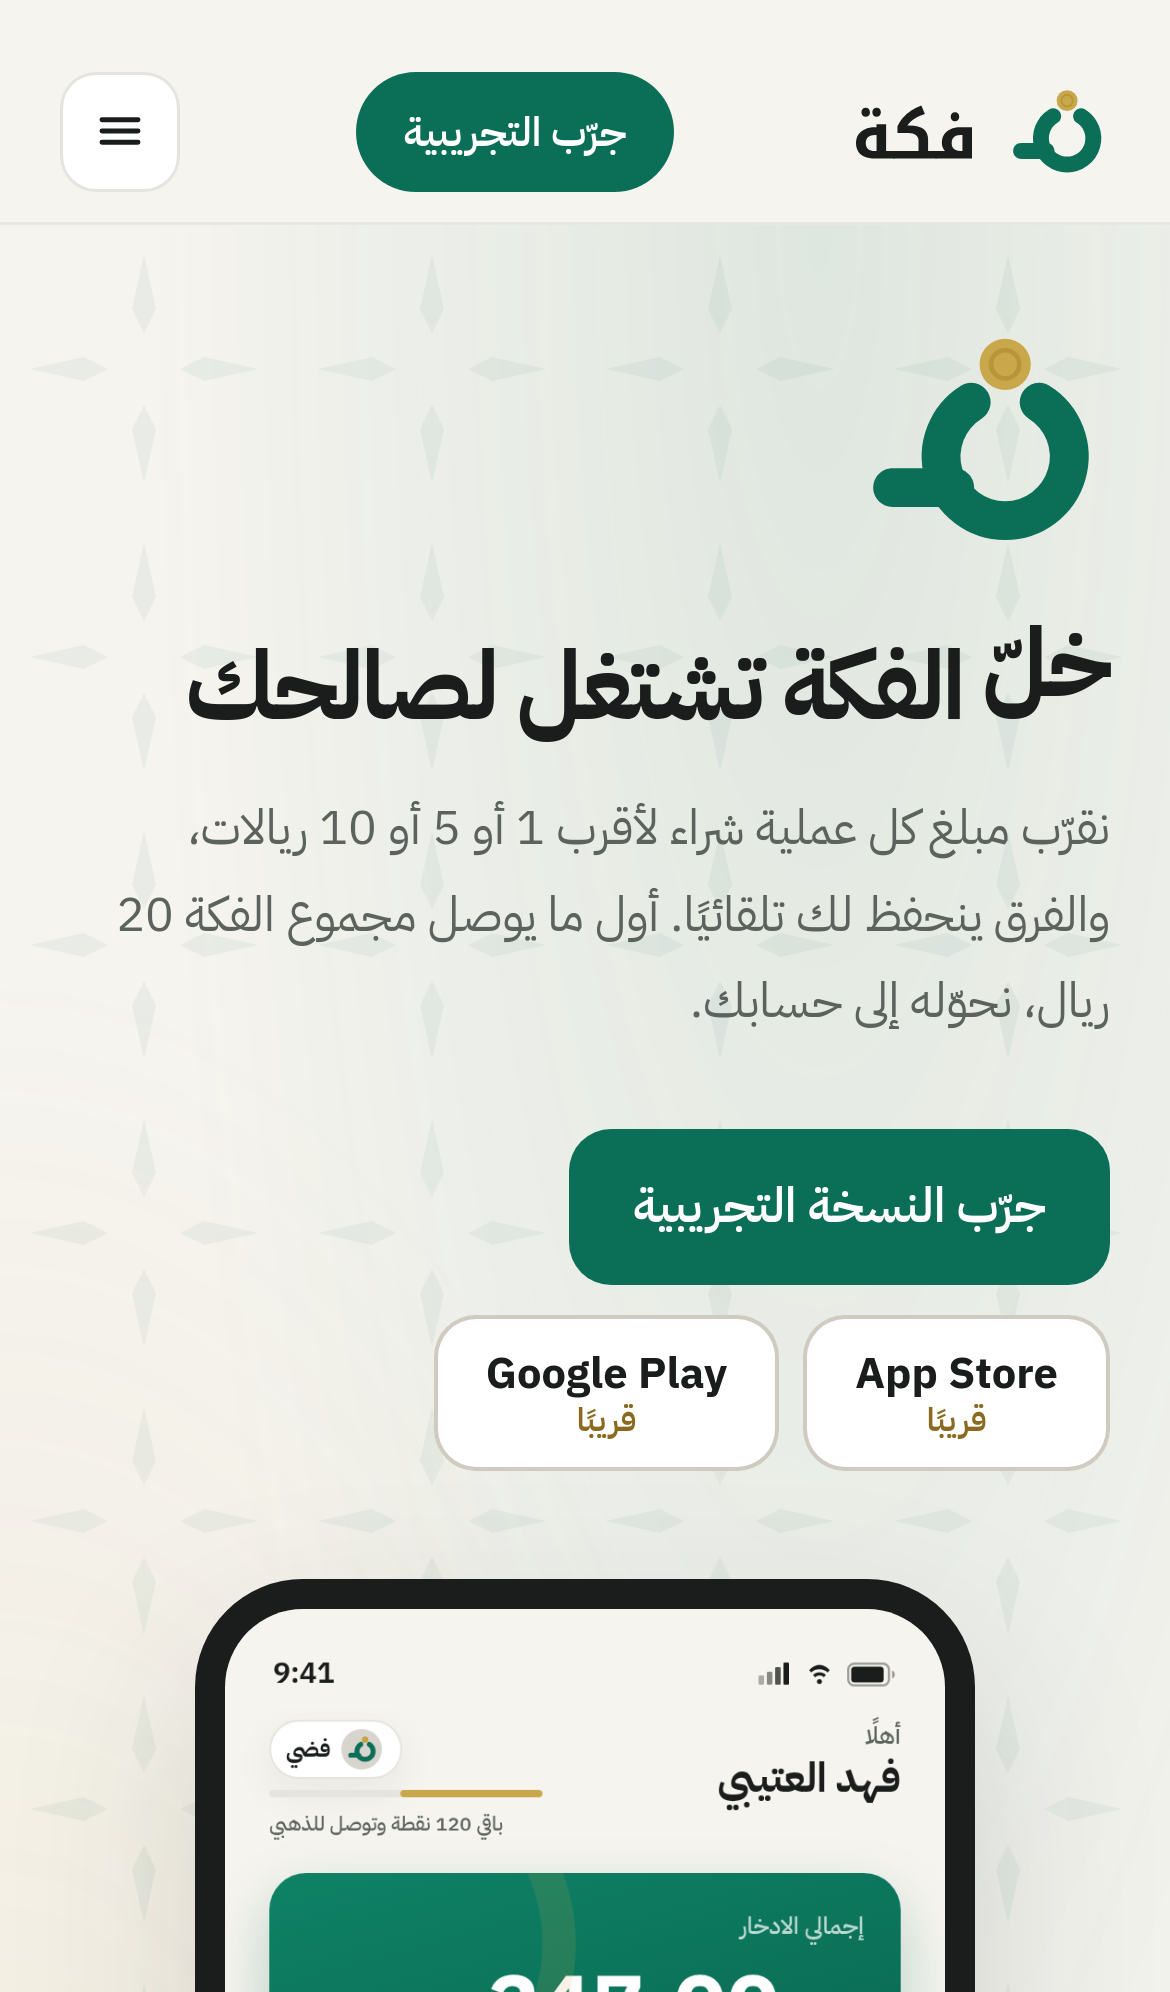 فكة
جرّب التجريبية
خلّ الفكة تشتغل لصالحك
نقرّب مبلغ كل عملية شراء لأقرب 1 أو 5 أو 10 ريالات،
والفرق ينحفظ لك تلقائيًا. أول ما يوصل مجموع الفكة 20
ريال، نحوّله إلى حسابك.
جرّب النسخة التجريبية
App Store
قريبًا
Google Play
قريبًا
9:41
أهلًا
فهد العتيبي
فضي
باقي 120 نقطة وتوصل للذهبي
إجمالي الادخار